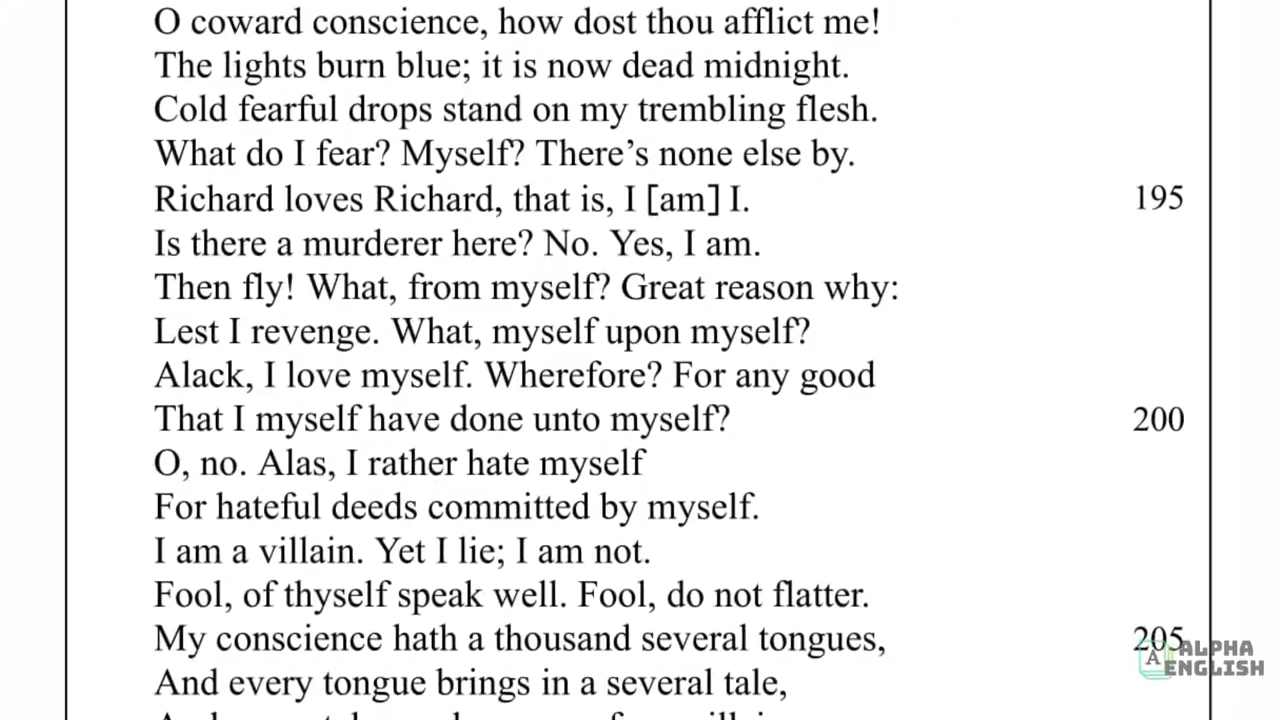 O coward conscience, how dost thou afflict me!
The lights burn blue; it is now dead midnight.
Cold fearful drops stand on my trembling flesh.
What do I fear? Myself? There’s none else by.
Richard loves Richard, that is, I [am] I. 195
Is there a murderer here? No. Yes, I am.
Then fly! What, from myself? Great reason why:
Lest I revenge. What, myself upon myself?
Alack, I love myself. Wherefore? For any good
That I myself have done unto myself? 200
O, no. Alas, I rather hate myself
For hateful deeds committed by myself.
I am a villain. Yet I lie; I am not.
Fool, of thyself speak well. Fool, do not flatter.
My conscience hath a thousand several tongues, 205
And every tongue brings in a several tale,
A ALPHA ENGLISH